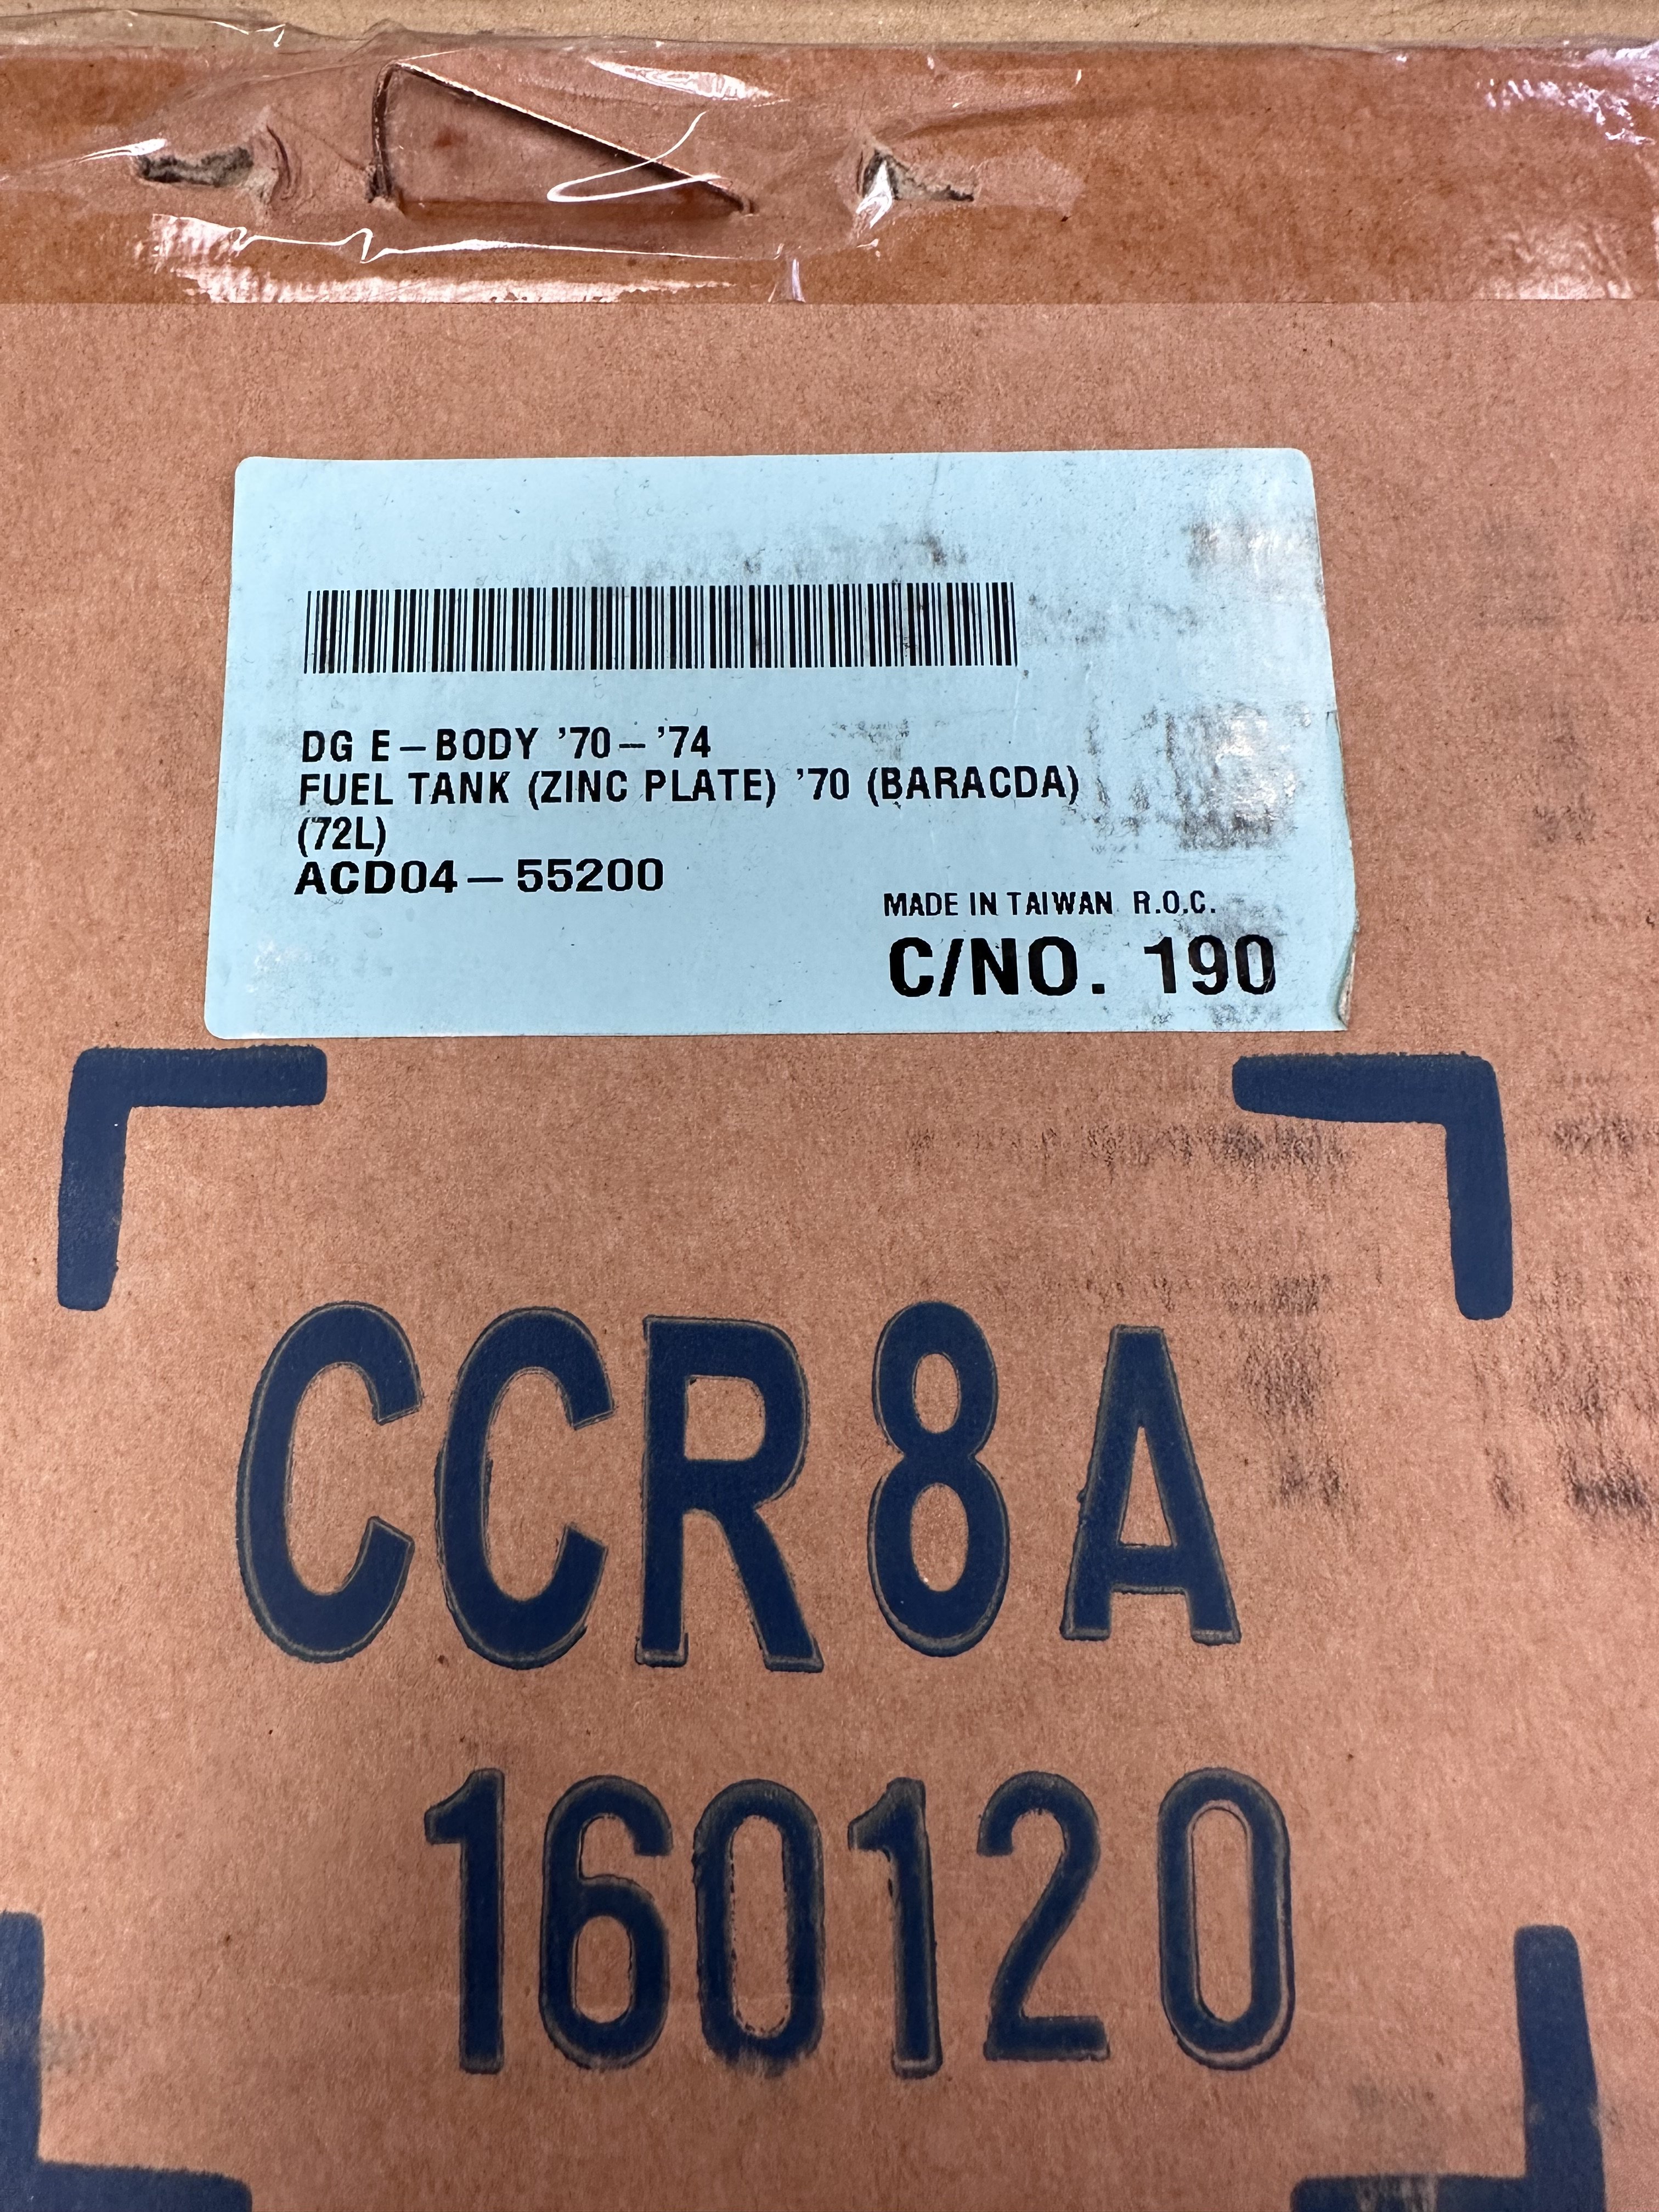 DG E-BODY '70-'74
FUEL TANK (ZINC PLATE) '70 (BARACDA)
(72L)
ACD04-55200
MADE IN TAIWAN R.O.C.
C/NO. 190
CCR8A
160120